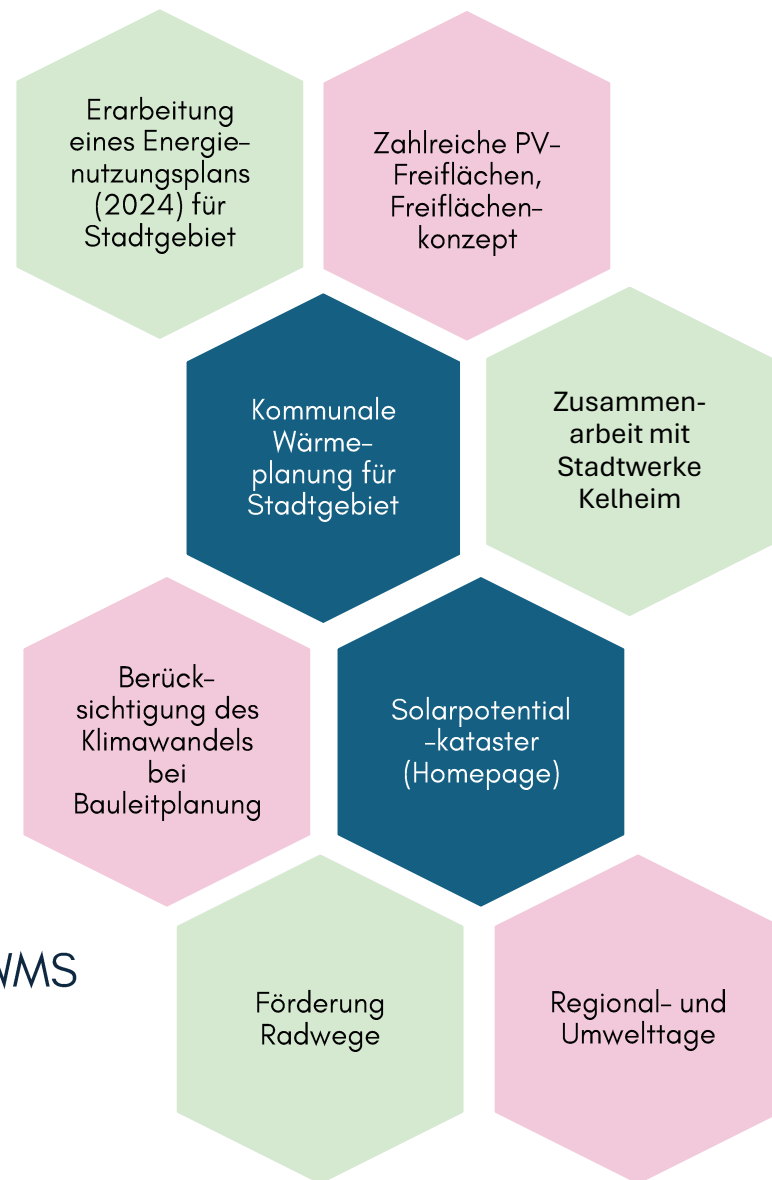 Erarbeitung
eines Energie-
nutzungsplans
(2024) für
Stadtgebiet
Zahlreiche PV-
Freiflächen,
Freiflächen-
konzept
Kommunale
Wärme-
planung für
Stadtgebiet
Zusammen-
arbeit mit
Stadtwerke
Kelheim
Berück-
sichtigung des
Klimawandels
bei
Bauleitplanung
Solarpotential
-kataster
(Homepage)
Förderung
Radwege
Regional- und
Umwelttage